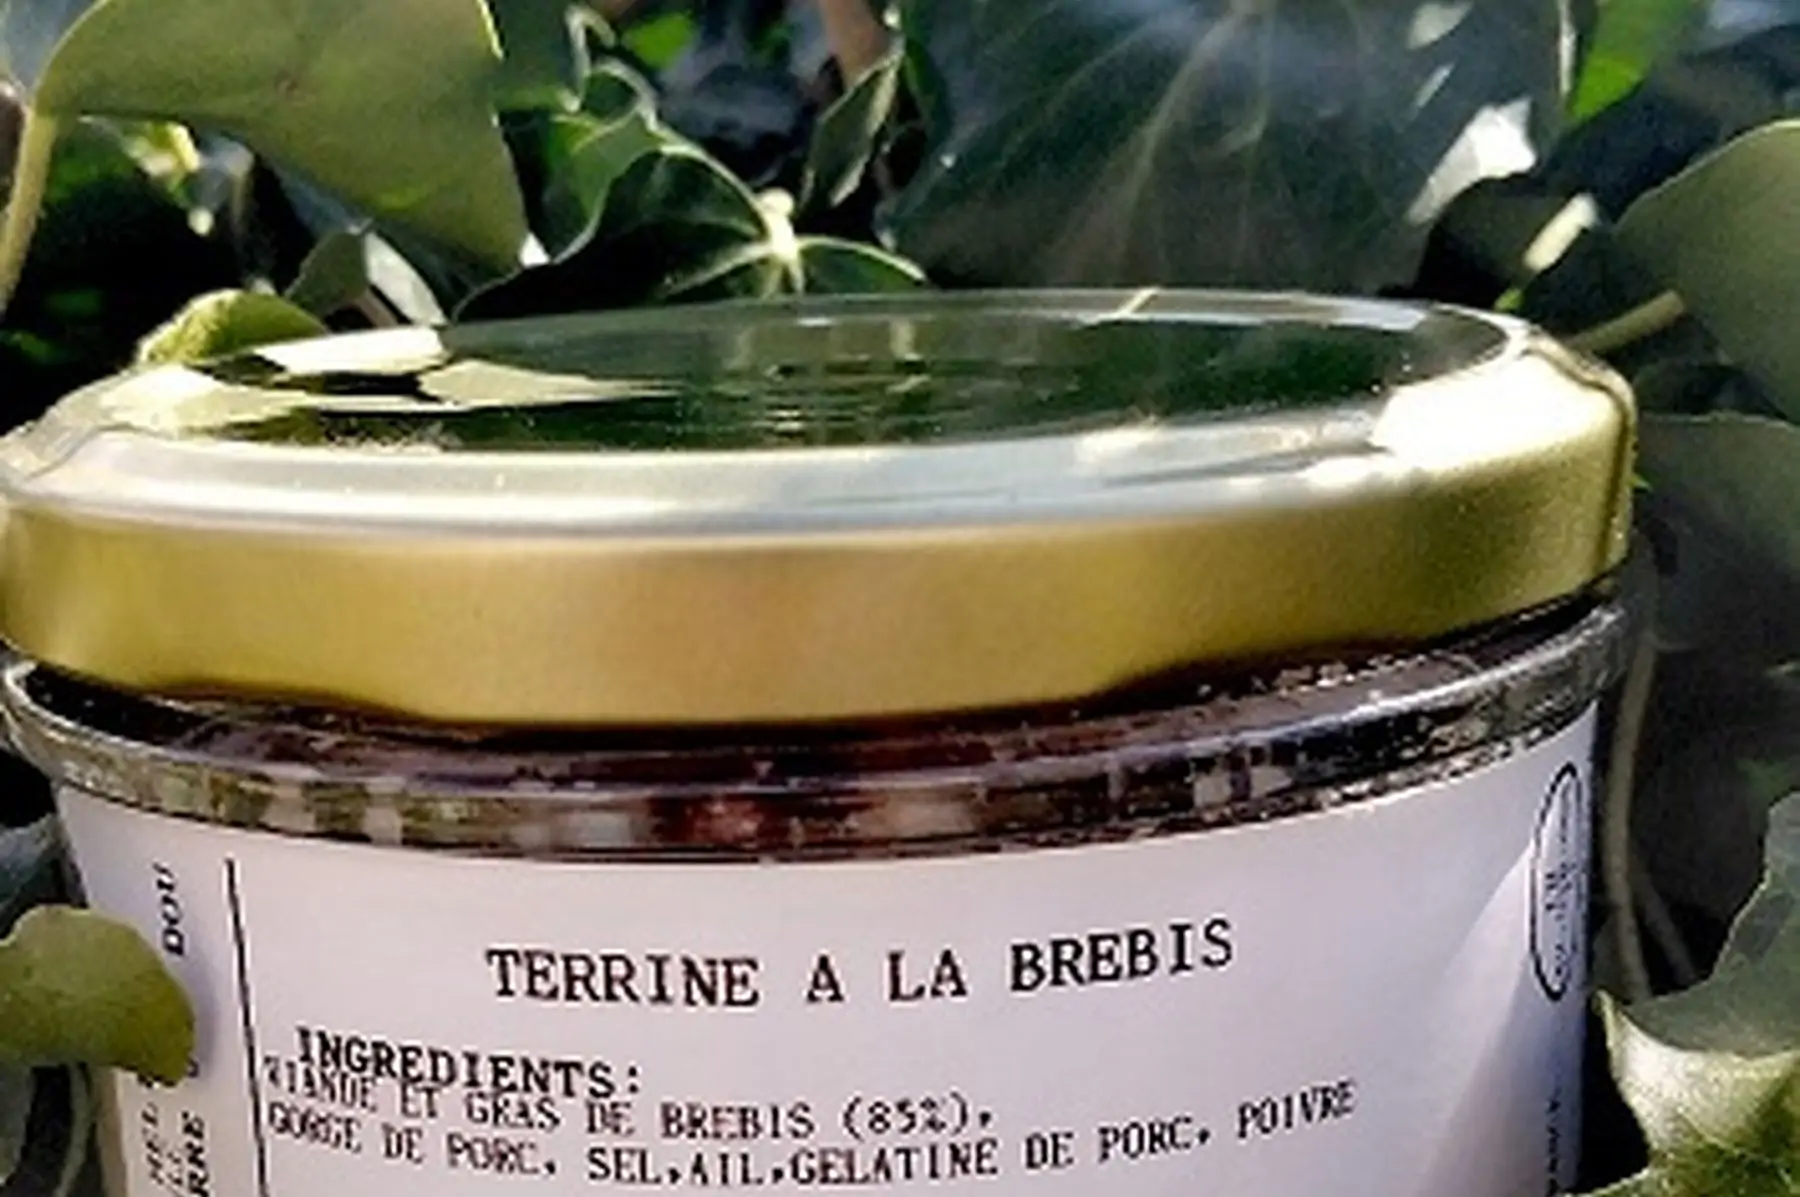 TERRINE A LA BREBIS
INGREDIENTS:
VIANDE ET GRAS DE BREBIS (85%),
GORGE DE PORC, SEL,AIL,GELATINE DE PORC, POIVRE
DOU